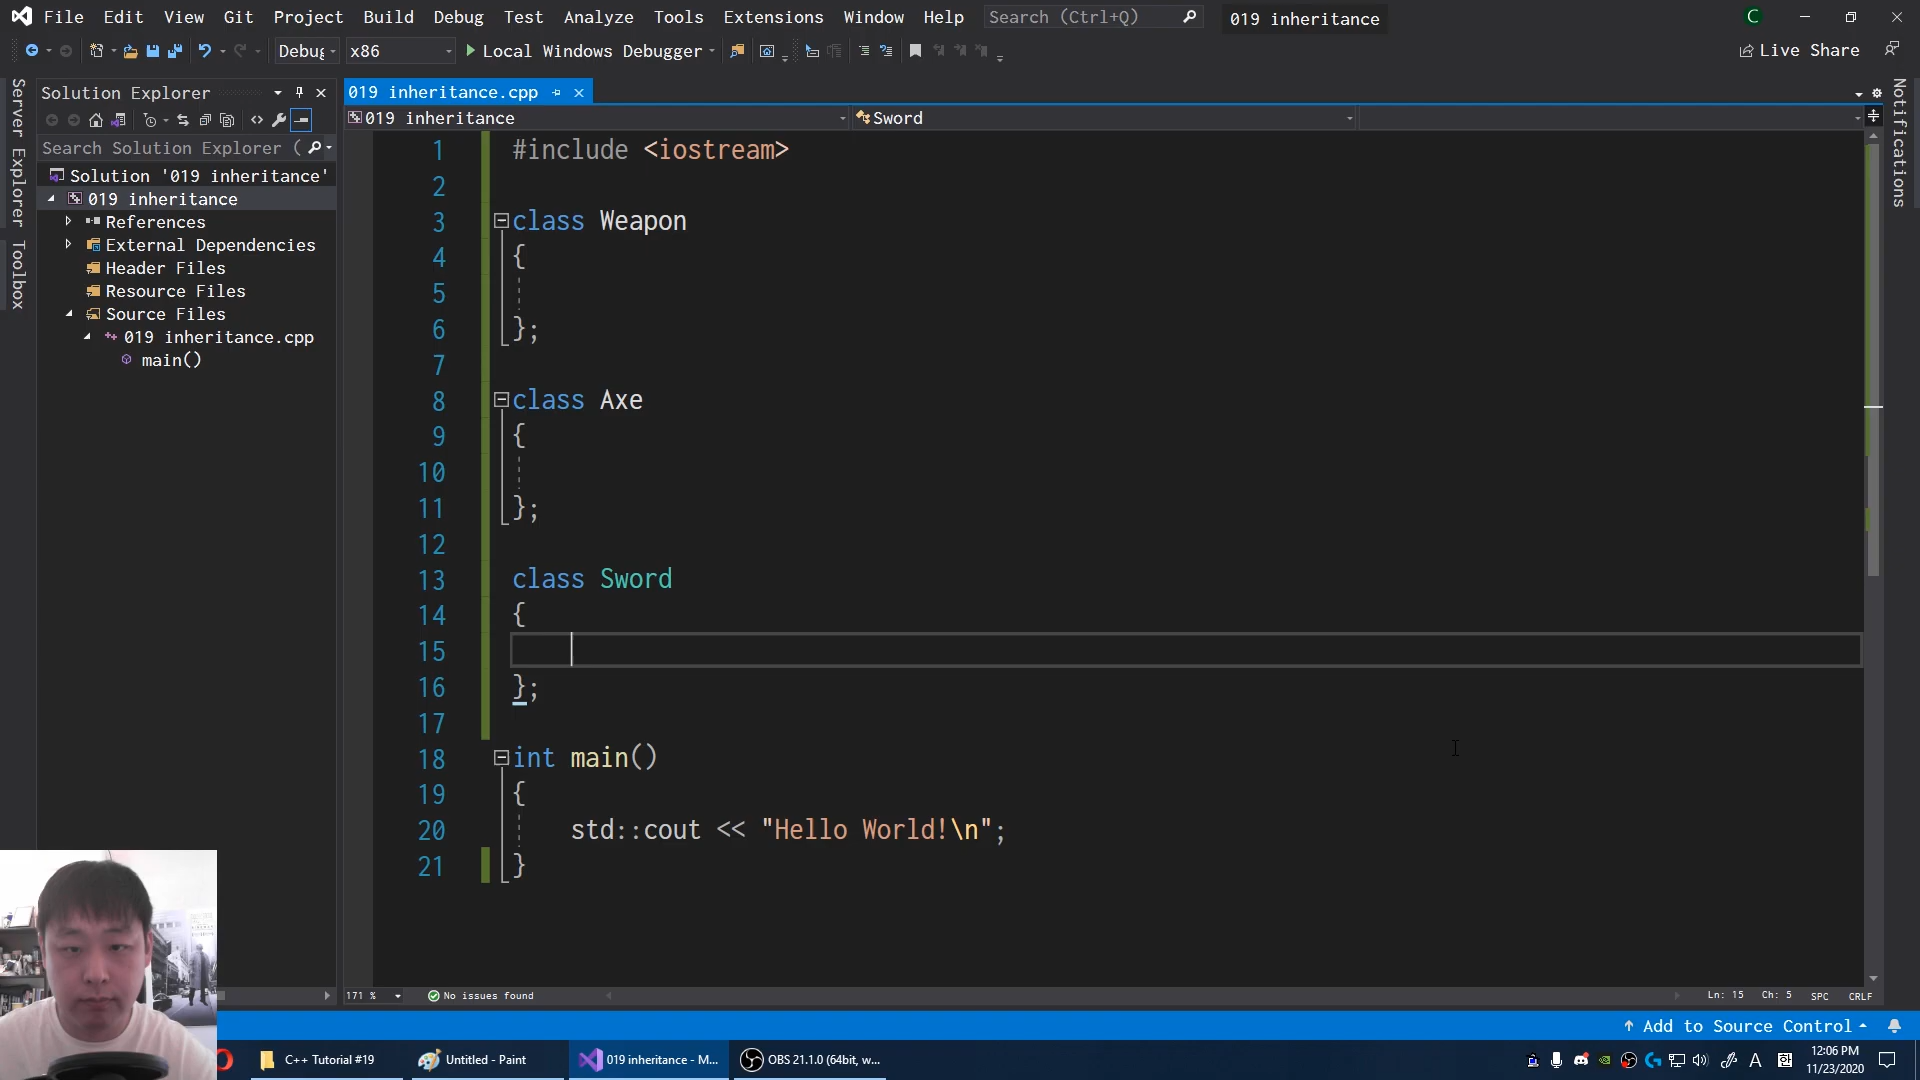 File Edit View Git Project Build Debug Test Analyze Tools Extensions Window Help Search (Ctrl+Q) 019 inheritance C
Debug x86 Local Windows Debugger Live Share
Server Explorer
Toolbox
Solution Explorer
Search Solution Explorer (
Solution '019 inheritance'
019 inheritance
References
External Dependencies
Header Files
Resource Files
Source Files
019 inheritance.cpp
main()
019 inheritance.cpp
019 inheritance Sword
1 #include <iostream>
2
3 class Weapon
4 {
5
6 };
7
8 class Axe
9 {
10
11 };
12
13 class Sword
14 {
15
16 };
17
18 int main()
19 {
20 std::cout << "Hello World!\n";
21 }
Notifications
171 % No issues found Ln: 15 Ch: 5 SPC CRLF
Add to Source Control
C++ Tutorial #19 Untitled - Paint 019 inheritance - M... OBS 21.1.0 (64bit, w... A 한 12:06 PM
11/23/2020